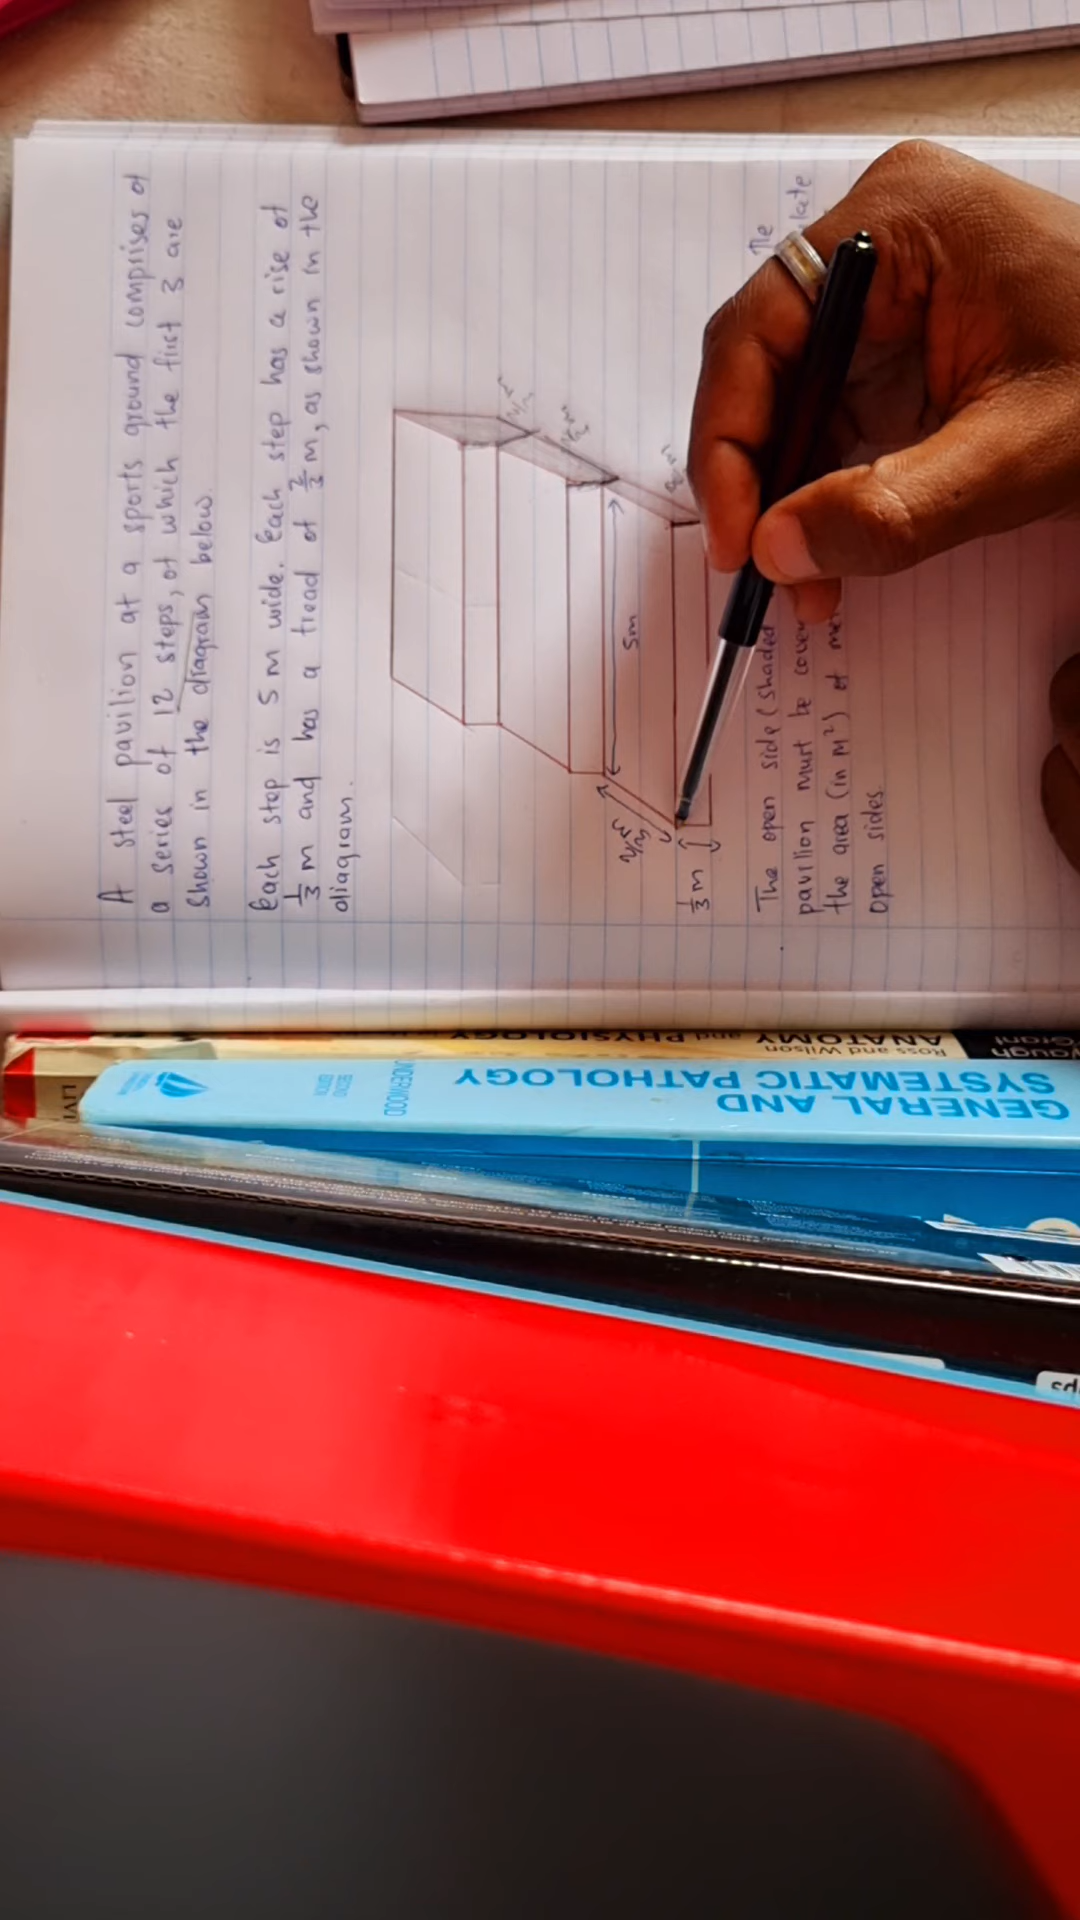 A steel pavilion at a sports ground comprises of
a series of 12 steps, of which the first 3 are
shown in the diagram below.
Each step is 5 m wide. Each step has a rise of
1/3 m and has a tread of 2/3 m, as shown in the
diagram.
2/3 m
5m
2/3 m
1/3 m
The open side (shaded
pavilion must be cover
late
the area (in m²) of me
open sides.
Ross and Wilson
ANATOMY and PHYSIOLOGY
Waugh
Grant
GENERAL AND
SYSTEMATIC PATHOLOGY
UNDERWOOD
SECOND
EDITION